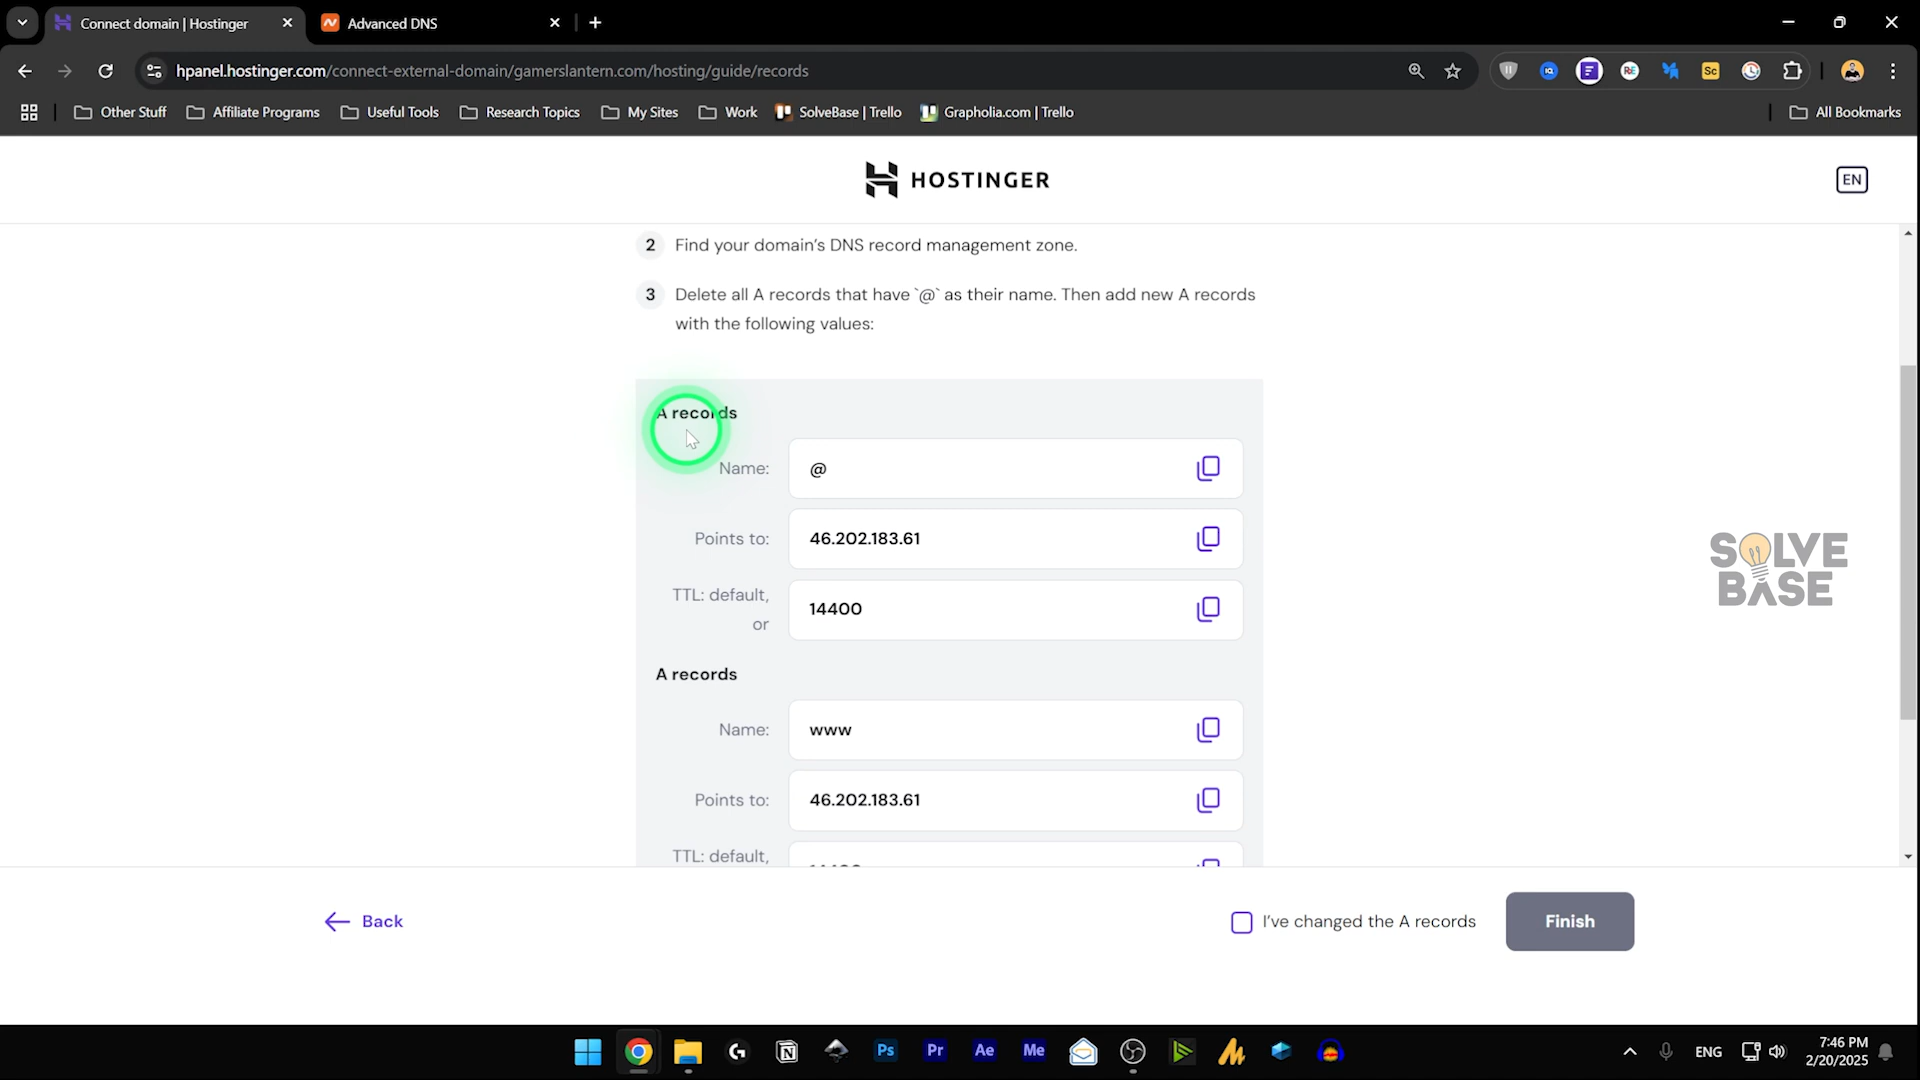 Connect domain | Hostinger
Advanced DNS
hpanel.hostinger.com/connect-external-domain/gamerslantern.com/hosting/guide/records
Other Stuff
Affiliate Programs
Useful Tools
Research Topics
My Sites
Work
SolveBase | Trello
Grapholia.com | Trello
All Bookmarks
HOSTINGER
EN
2 Find your domain's DNS record management zone.
3 Delete all A records that have `@` as their name. Then add new A records
with the following values:
A records
Name: @
Points to: 46.202.183.61
TTL: default, 14400
or
A records
Name: www
Points to: 46.202.183.61
TTL: default,
SOLVE
BASE
Back
I've changed the A records
Finish
Ps
Pr
Ae
Me
ENG
7:46 PM
2/20/2025